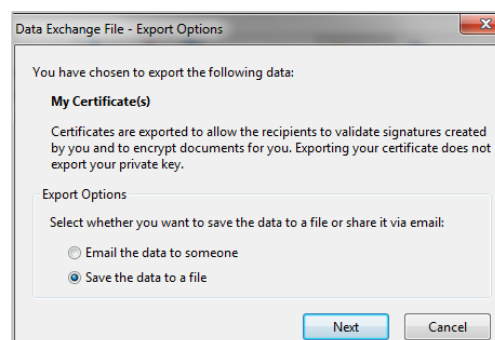 Data Exchange File - Export Options
You have chosen to export the following data:
My Certificate(s)
Certificates are exported to allow the recipients to validate signatures created
by you and to encrypt documents for you. Exporting your certificate does not
export your private key.
Export Options
Select whether you want to save the data to a file or share it via email:
Email the data to someone
Save the data to a file
Next Cancel